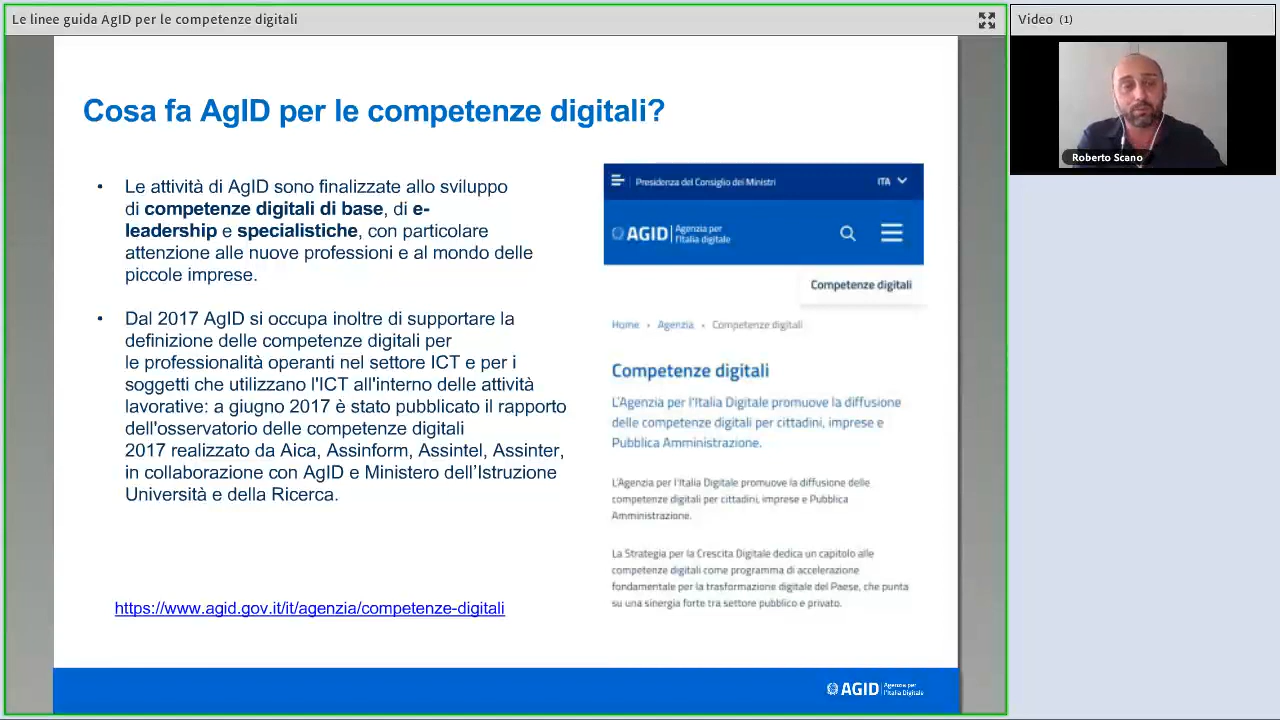 Le linee guida AgID per le competenze digitali
Video (1)
Roberto Scano
Cosa fa AgID per le competenze digitali?
• Le attività di AgID sono finalizzate allo sviluppo
di competenze digitali di base, di e-
leadership e specialistiche, con particolare
attenzione alle nuove professioni e al mondo delle
piccole imprese.
• Dal 2017 AgID si occupa inoltre di supportare la
definizione delle competenze digitali per
le professionalità operanti nel settore ICT e per i
soggetti che utilizzano l'ICT all'interno delle attività
lavorative: a giugno 2017 è stato pubblicato il rapporto
dell'osservatorio delle competenze digitali
2017 realizzato da Aica, Assinform, Assintel, Assinter,
in collaborazione con AgID e Ministero dell’Istruzione
Università e della Ricerca.
https://www.agid.gov.it/it/agenzia/competenze-digitali
Presidenza del Consiglio dei Ministri
ITA
AGID
Agenzia per
l'Italia digitale
Competenze digitali
Home • Agenzia • Competenze digitali
Competenze digitali
L'Agenzia per l'Italia Digitale promuove la diffusione
delle competenze digitali per cittadini, imprese e
Pubblica Amministrazione.
L'Agenzia per l'Italia Digitale promuove la diffusione delle
competenze digitali per cittadini, imprese e Pubblica
Amministrazione.
La Strategia per la Crescita Digitale dedica un capitolo alle
competenze digitali come programma di accelerazione
fondamentale per la trasformazione digitale del Paese, che punta
su una sinergia forte tra settore pubblico e privato.
AGID
Agenzia per
l'Italia Digitale